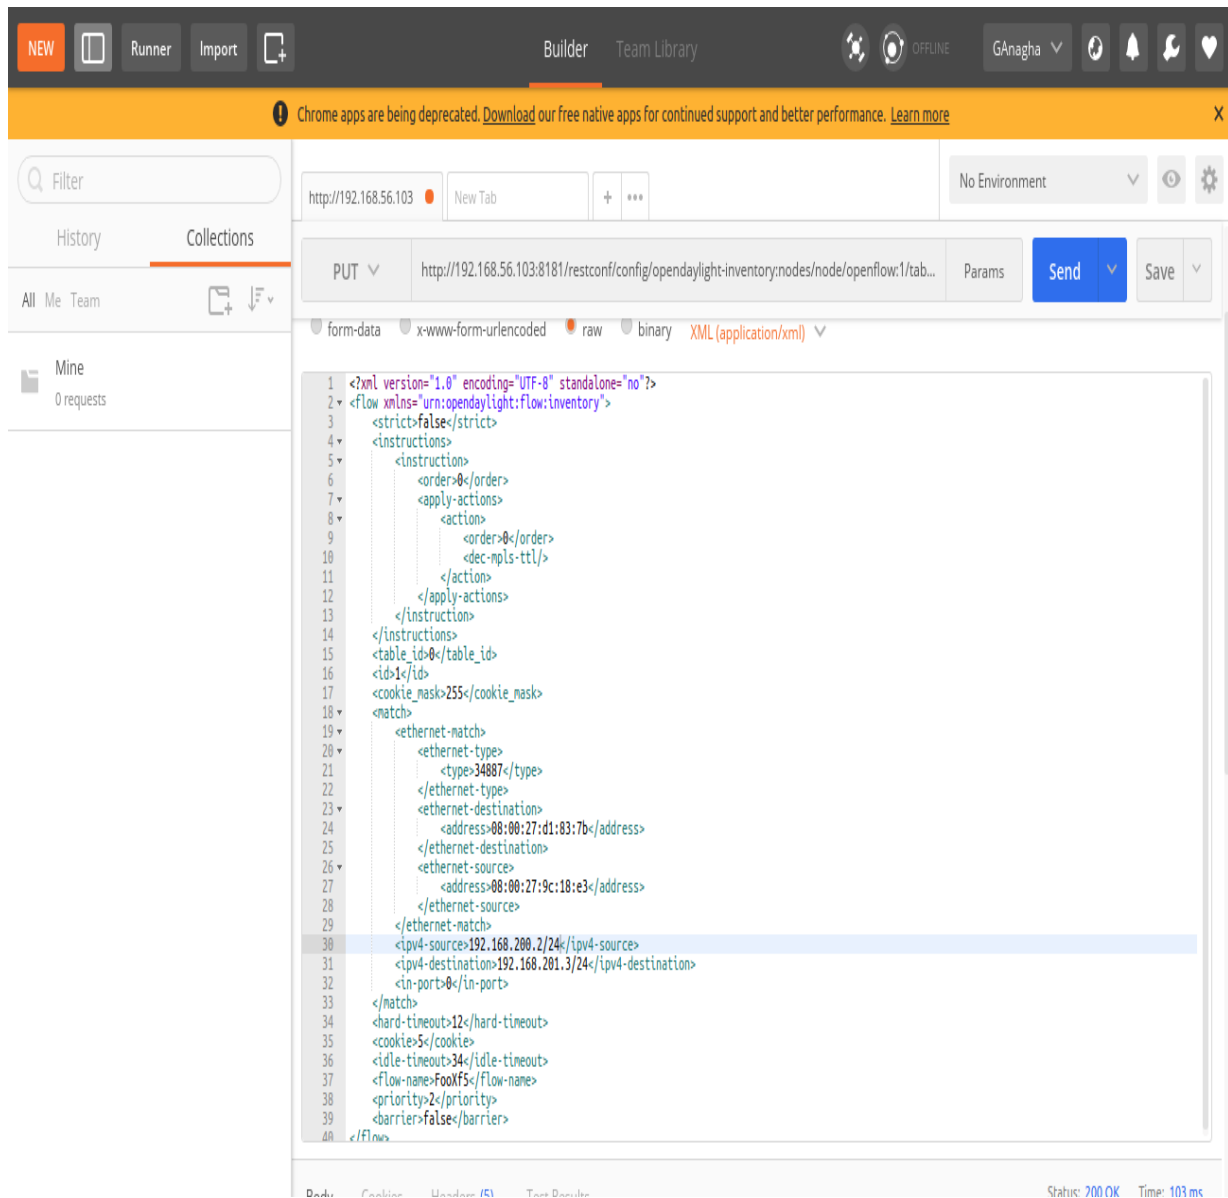 NEW Runner Import Builder Team Library OFFLINE GAnagha
Chrome apps are being deprecated. Download our free native apps for continued support and better performance. Learn more X
Filter
History Collections
All Me Team
Mine
0 requests
http://192.168.56.103 New Tab + ••• No Environment
PUT http://192.168.56.103:8181/restconf/config/opendaylight-inventory:nodes/node/openflow:1/tab... Params Send Save
form-data x-www-form-urlencoded raw binary XML (application/xml)
1 <?xml version="1.0" encoding="UTF-8" standalone="no"?>
2 <flow xmlns="urn:opendaylight:flow:inventory">
3 <strict>false</strict>
4 <instructions>
5 <instruction>
6 <order>0</order>
7 <apply-actions>
8 <action>
9 <order>0</order>
10 <dec-mpls-ttl/>
11 </action>
12 </apply-actions>
13 </instruction>
14 </instructions>
15 <table_id>0</table_id>
16 <id>1</id>
17 <cookie_mask>255</cookie_mask>
18 <match>
19 <ethernet-match>
20 <ethernet-type>
21 <type>34887</type>
22 </ethernet-type>
23 <ethernet-destination>
24 <address>08:00:27:d1:83:7b</address>
25 </ethernet-destination>
26 <ethernet-source>
27 <address>08:00:27:9c:18:e3</address>
28 </ethernet-source>
29 </ethernet-match>
30 <ipv4-source>192.168.200.2/24</ipv4-source>
31 <ipv4-destination>192.168.201.3/24</ipv4-destination>
32 <in-port>0</in-port>
33 </match>
34 <hard-timeout>12</hard-timeout>
35 <cookie>5</cookie>
36 <idle-timeout>34</idle-timeout>
37 <flow-name>FooXf5</flow-name>
38 <priority>2</priority>
39 <barrier>false</barrier>
40 </flow>
Body Cookies Headers (5) Test Results Status: 200 OK Time: 103 ms